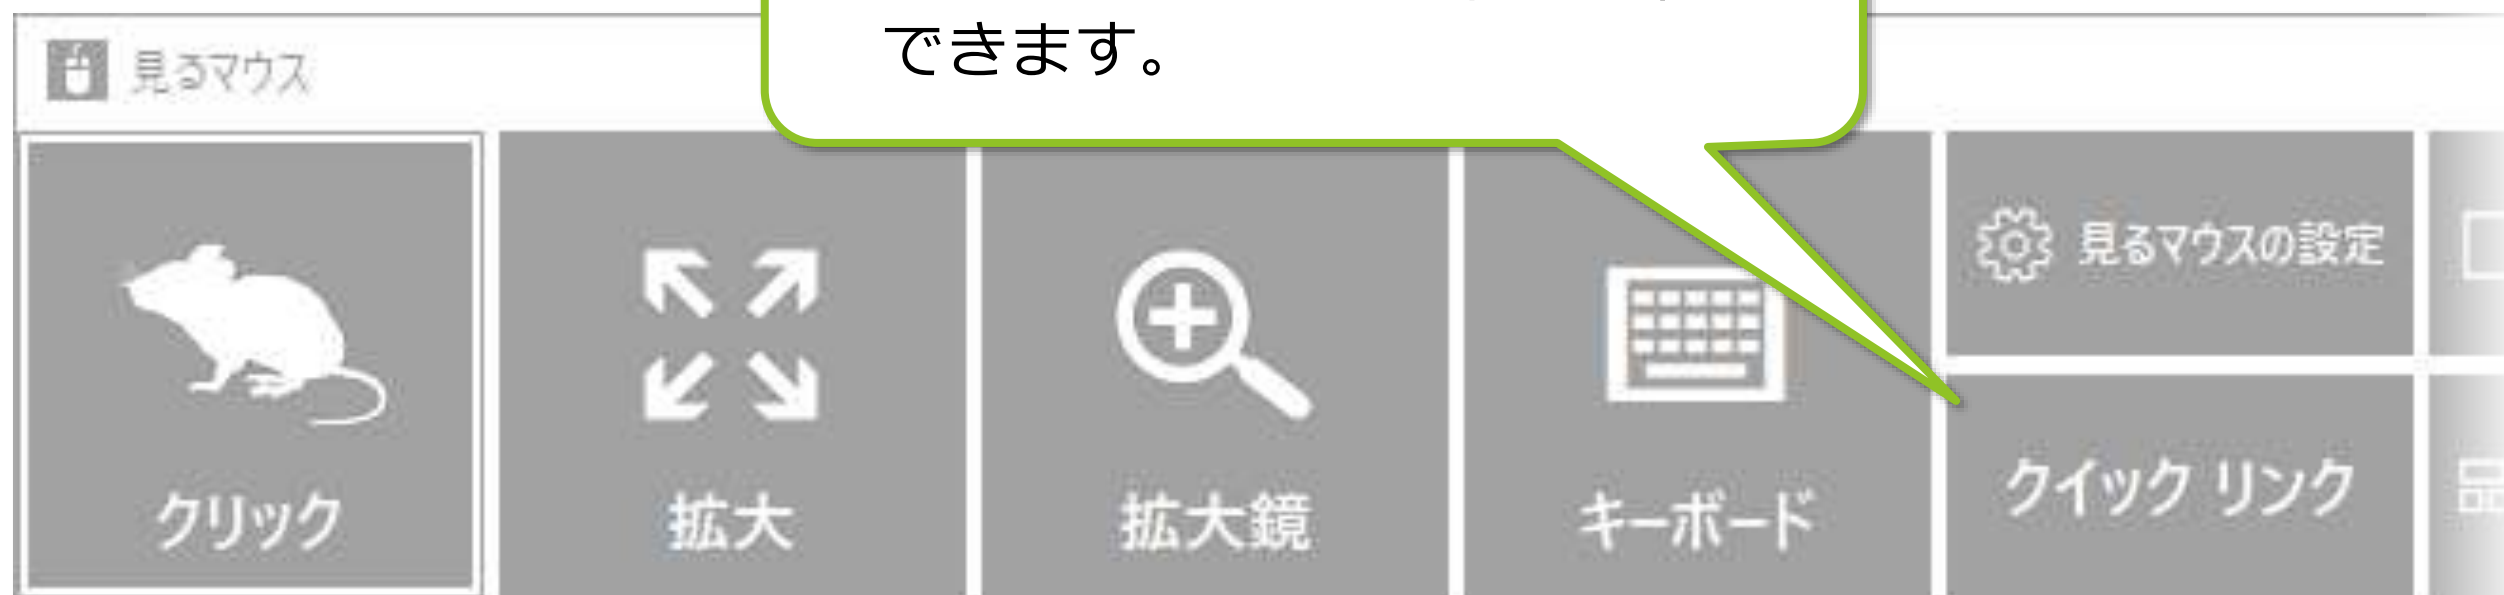 できます。
見るマウス
見るマウスの設定
クリック
拡大
拡大鏡
キーボード
クイック リンク